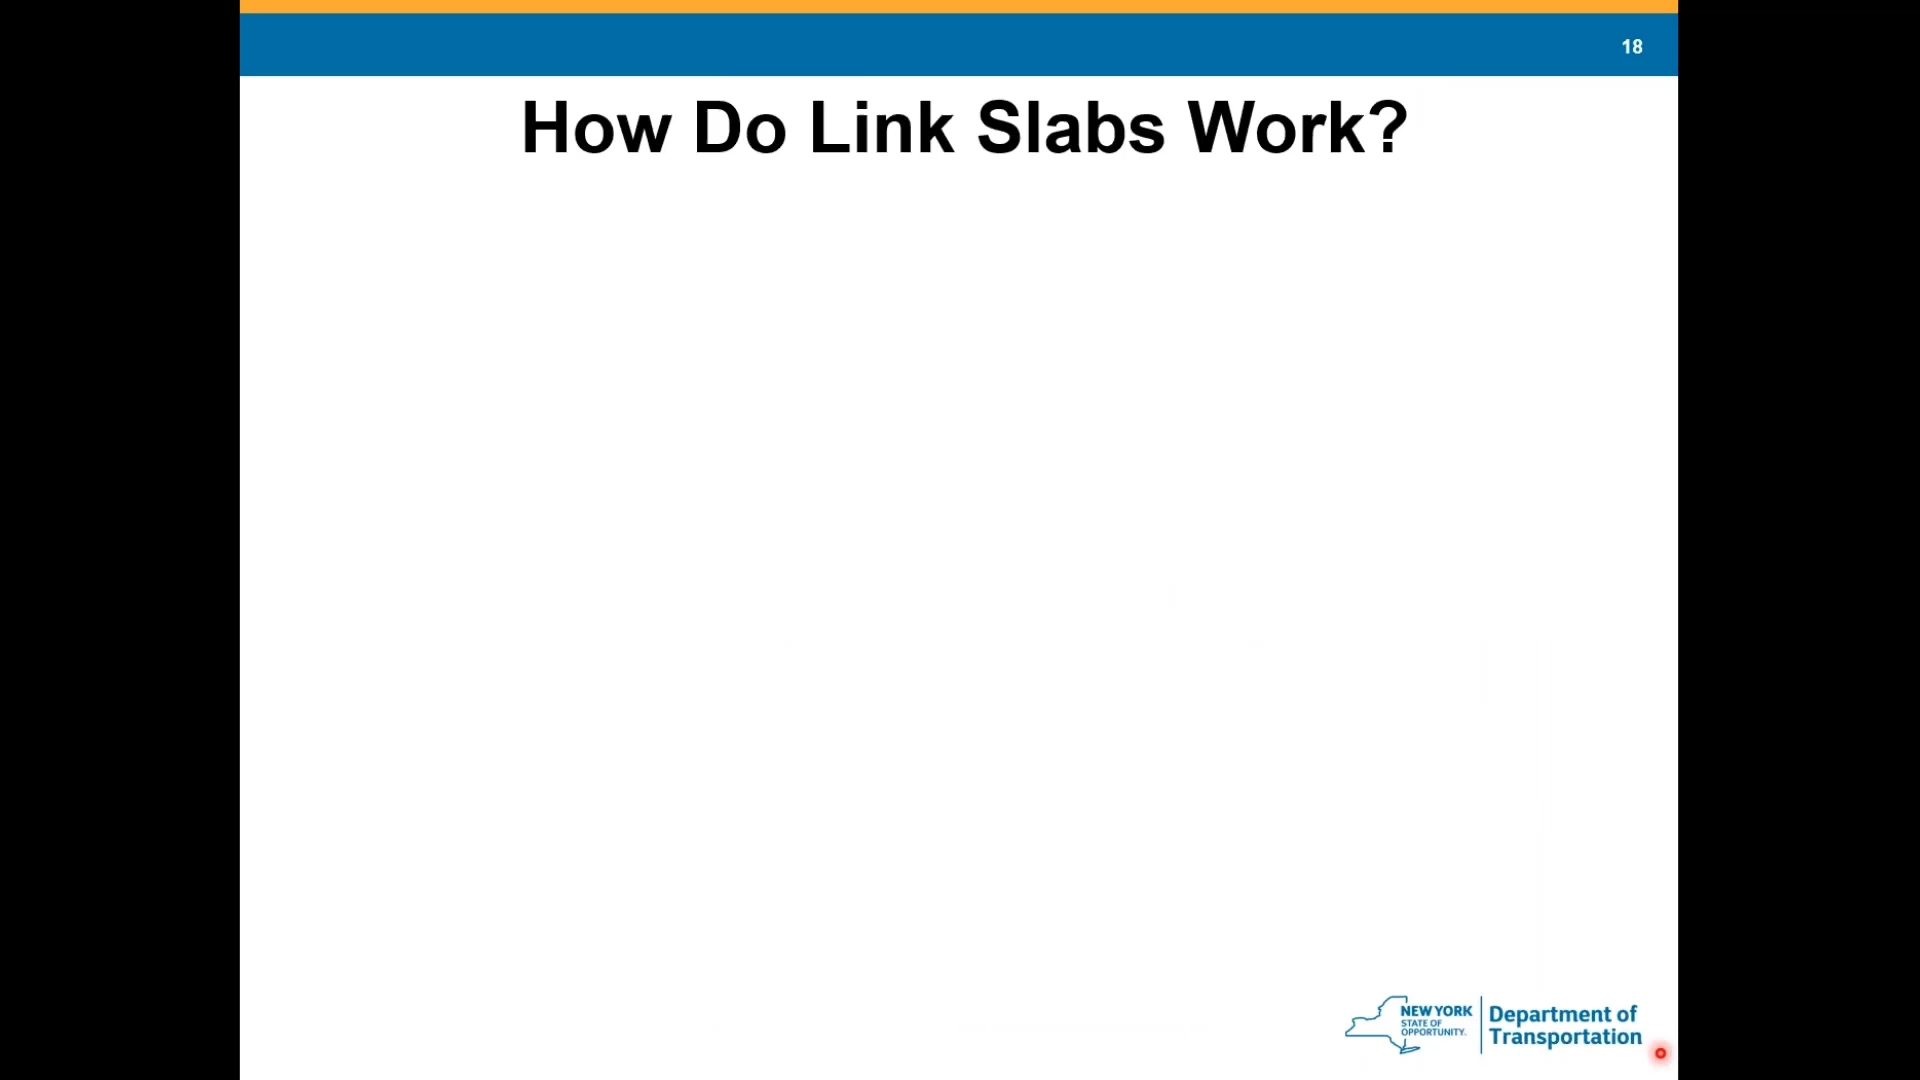 18
How Do Link Slabs Work?
NEW YORK
STATE OF
OPPORTUNITY.
Department of
Transportation